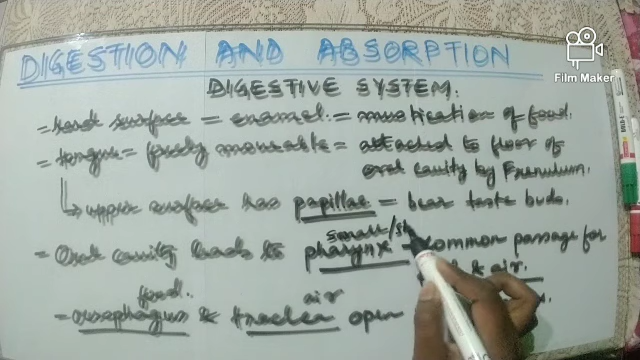 DIGESTION AND ABSORPTION
Film Maker
DIGESTIVE SYSTEM.
= hard surface = enamel = mastication of food.
= tongue = freely moveable = attached to floor of
oral cavity by Frenulum.
↳ upper surface has papillae = bear taste buds.
small/s
= Oral cavity leads to pharynx = common passage for
& air.
food. air
= oesophagus & trachea open